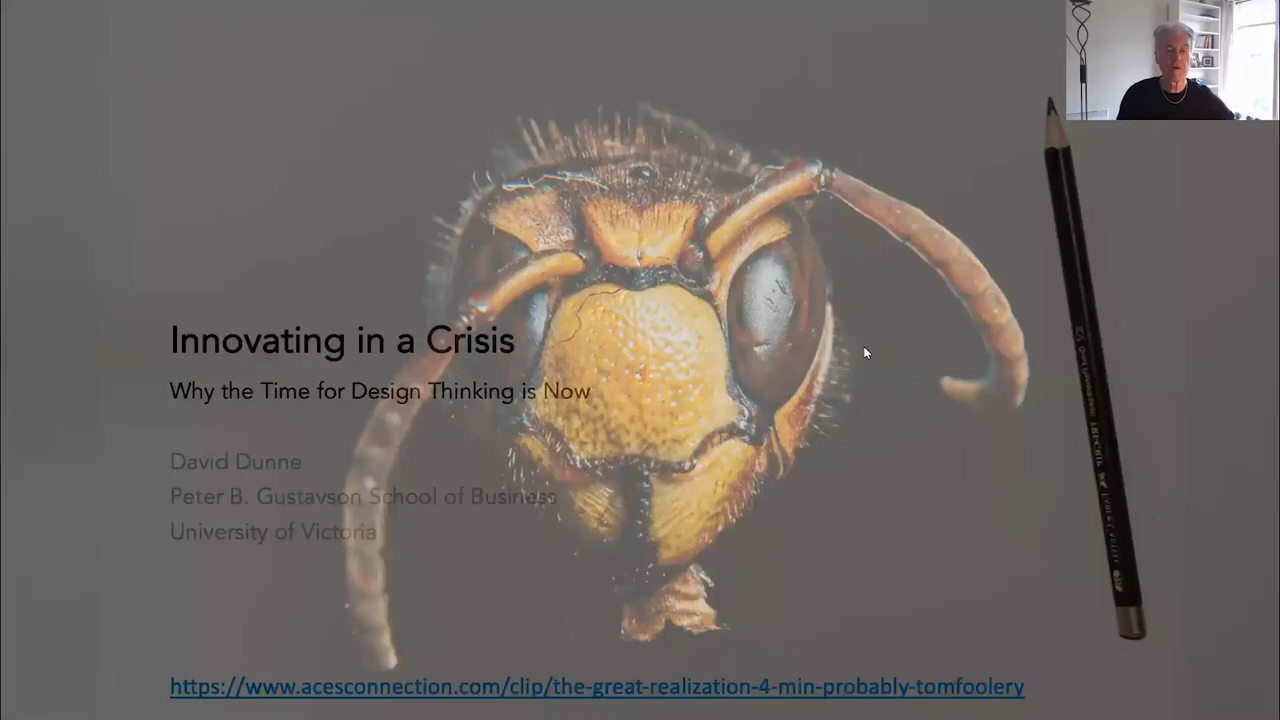 Innovating in a Crisis
Why the Time for Design Thinking is Now
David Dunne
Peter B. Gustavson School of Business
University of Victoria
https://www.acesconnection.com/clip/the-great-realization-4-min-probably-tomfoolery